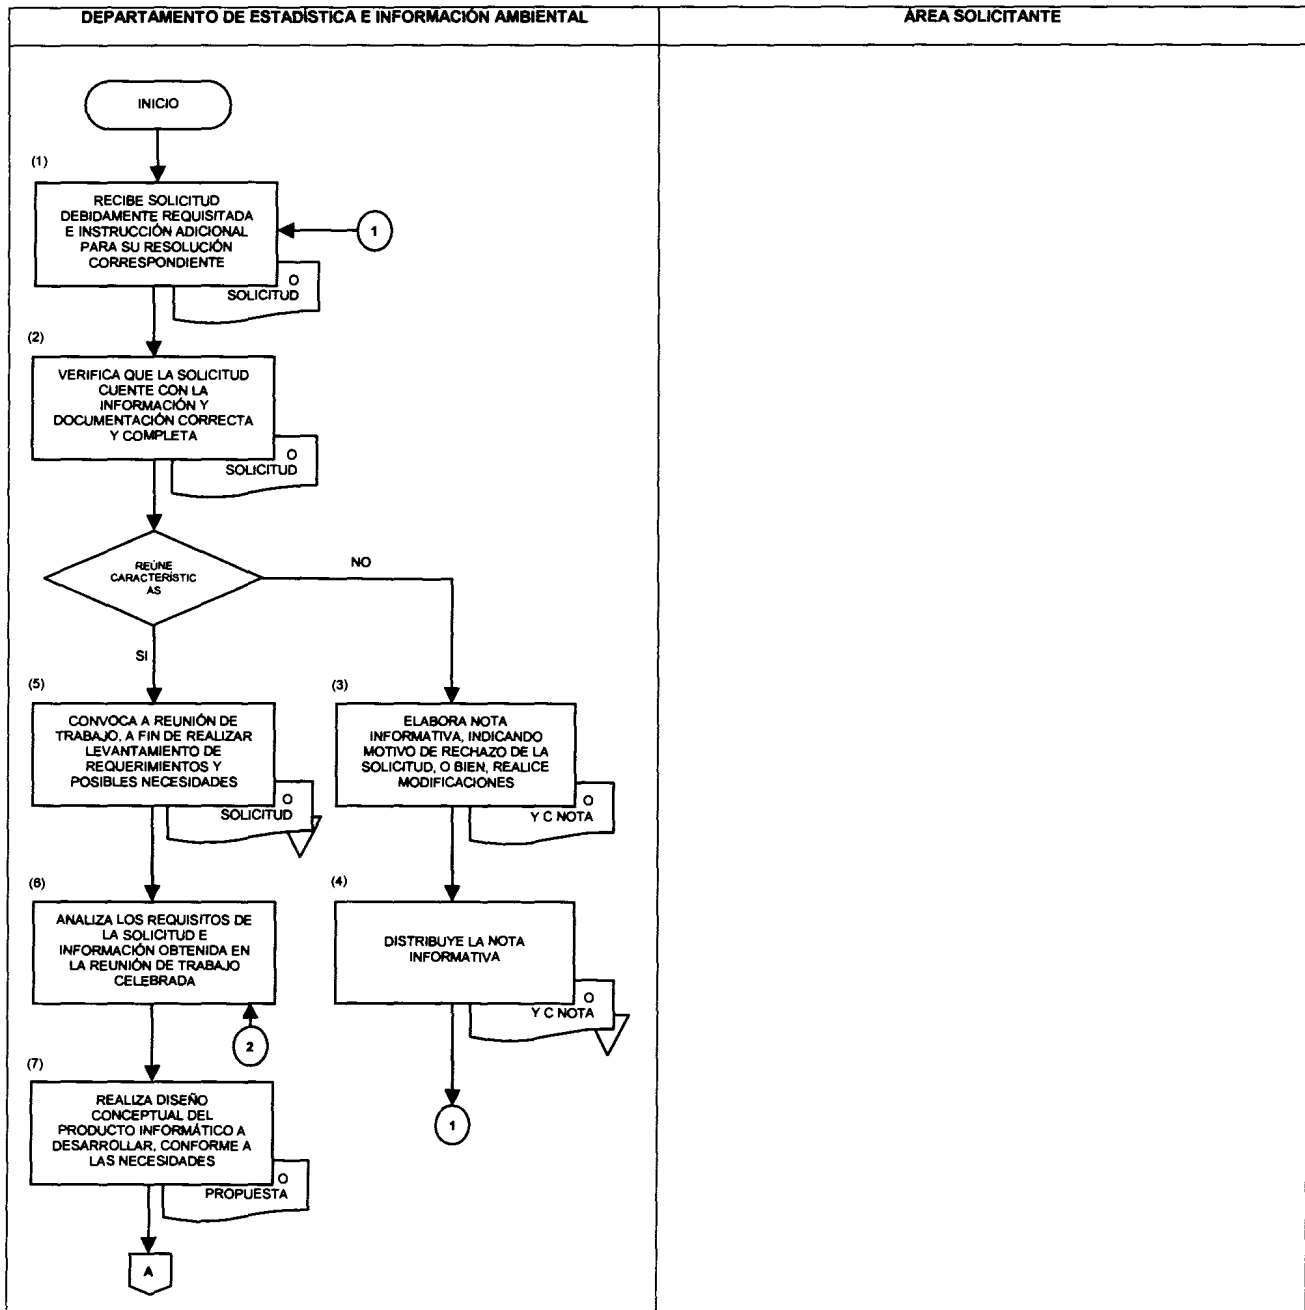 DEPARTAMENTO DE ESTADÍSTICA E INFORMACIÓN AMBIENTAL
ÁREA SOLICITANTE
INICIO
(1)
RECIBE SOLICITUD
DEBIDAMENTE REQUISITADA
E INSTRUCCIÓN ADICIONAL
PARA SU RESOLUCIÓN
CORRESPONDIENTE
1
O
SOLICITUD
(2)
VERIFICA QUE LA SOLICITUD
CUENTE CON LA
INFORMACIÓN Y
DOCUMENTACIÓN CORRECTA
Y COMPLETA
O
SOLICITUD
REÚNE
CARACTERÍSTIC
AS
NO
SI
(5)
CONVOCA A REUNIÓN DE
TRABAJO, A FIN DE REALIZAR
LEVANTAMIENTO DE
REQUERIMIENTOS Y
POSIBLES NECESIDADES
O
SOLICITUD
(3)
ELABORA NOTA
INFORMATIVA, INDICANDO
MOTIVO DE RECHAZO DE LA
SOLICITUD, O BIEN, REALICE
MODIFICACIONES
O
Y C NOTA
(6)
ANALIZA LOS REQUISITOS DE
LA SOLICITUD E
INFORMACIÓN OBTENIDA EN
LA REUNIÓN DE TRABAJO
CELEBRADA
2
(4)
DISTRIBUYE LA NOTA
INFORMATIVA
O
Y C NOTA
1
(7)
REALIZA DISEÑO
CONCEPTUAL DEL
PRODUCTO INFORMÁTICO A
DESARROLLAR, CONFORME A
LAS NECESIDADES
O
PROPUESTA
A